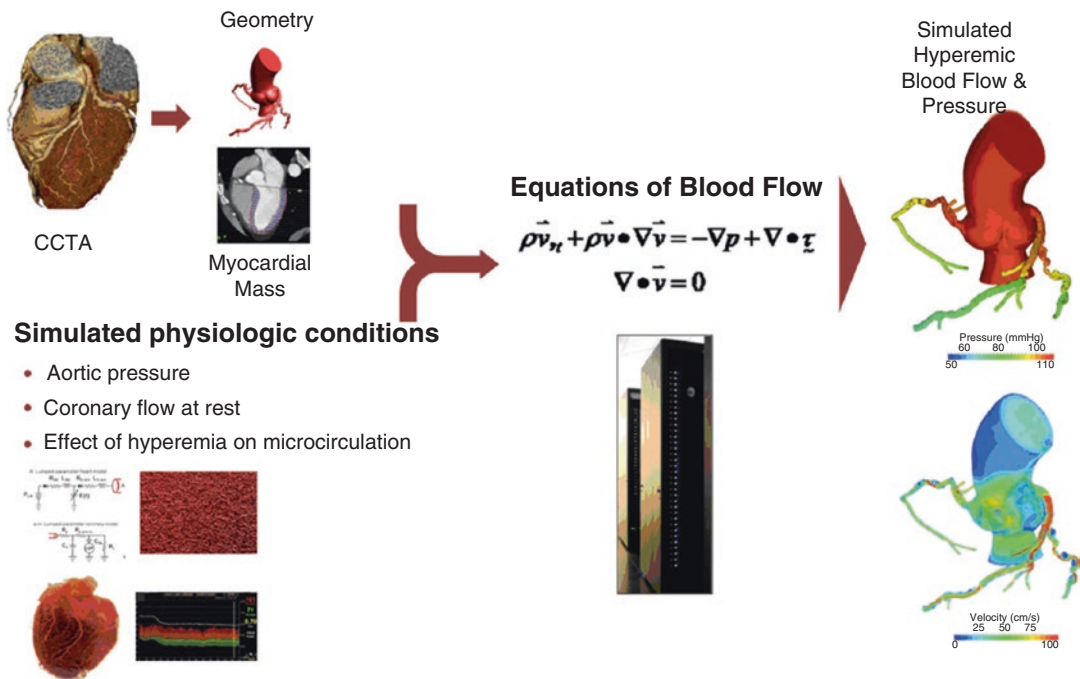 Geometry
CCTA
Myocardial
Mass
Simulated physiologic conditions
• Aortic pressure
• Coronary flow at rest
• Effect of hyperemia on microcirculation
Equations of Blood Flow
ρv⃗,t + ρv⃗ • ∇v⃗ = −∇p + ∇ • τ̰
∇ • v⃗ = 0
Simulated
Hyperemic
Blood Flow &
Pressure
Pressure (mmHg)
60 80 100
50 110
Velocity (cm/s)
25 50 75
0 100